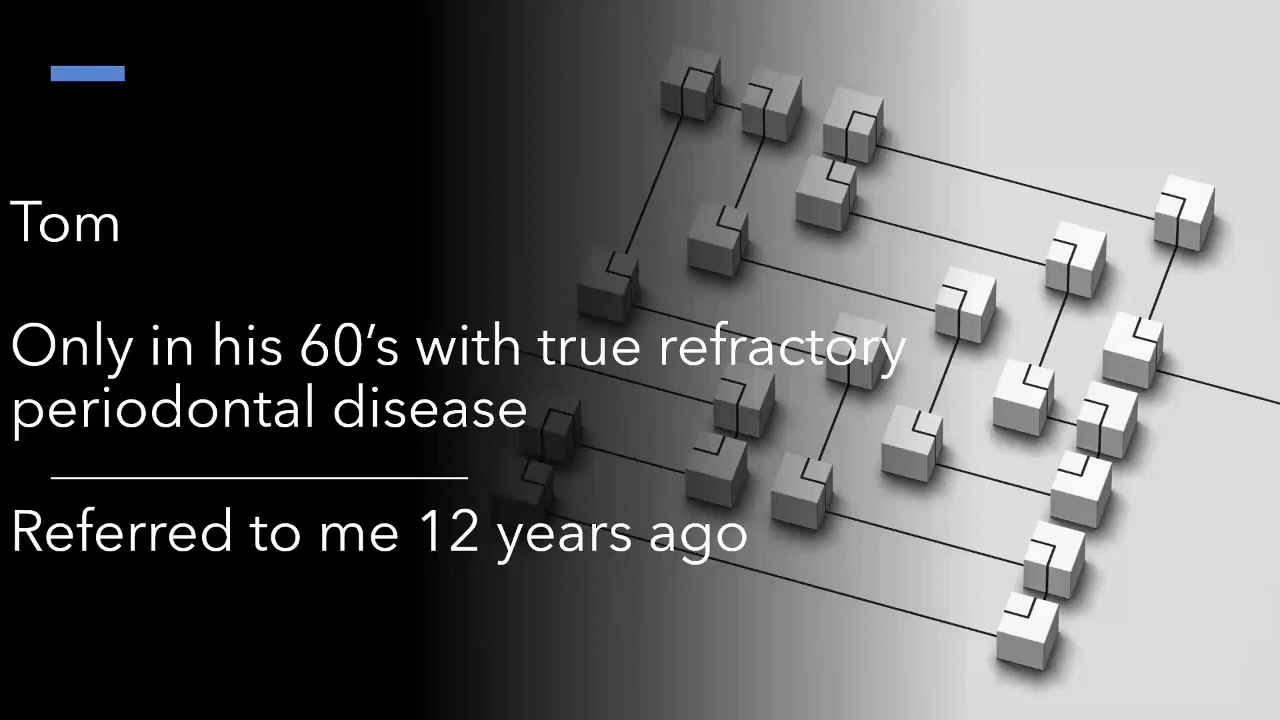 Tom
Only in his 60’s with true refractory
periodontal disease
Referred to me 12 years ago